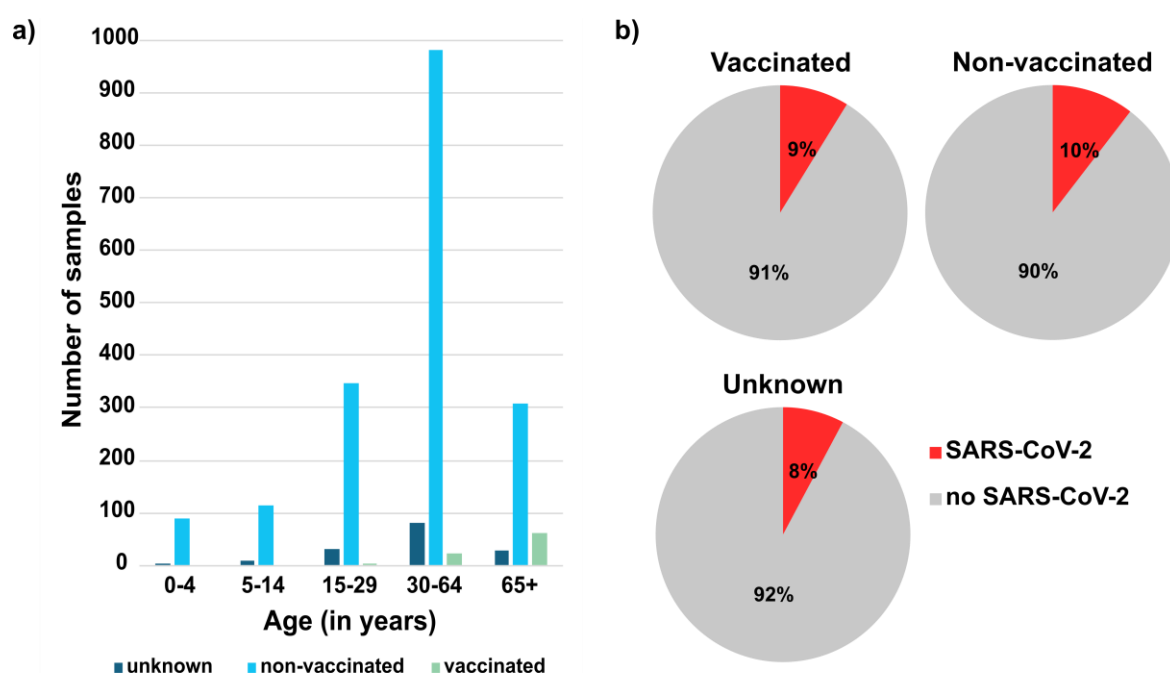 a)
1000
900
800
700
600
500
400
300
200
100
0
Number of samples
0-4 5-14 15-29 30-64 65+
Age (in years)
unknown non-vaccinated vaccinated
b)
Vaccinated
9%
91%
Non-vaccinated
10%
90%
Unknown
8%
92%
SARS-CoV-2
no SARS-CoV-2